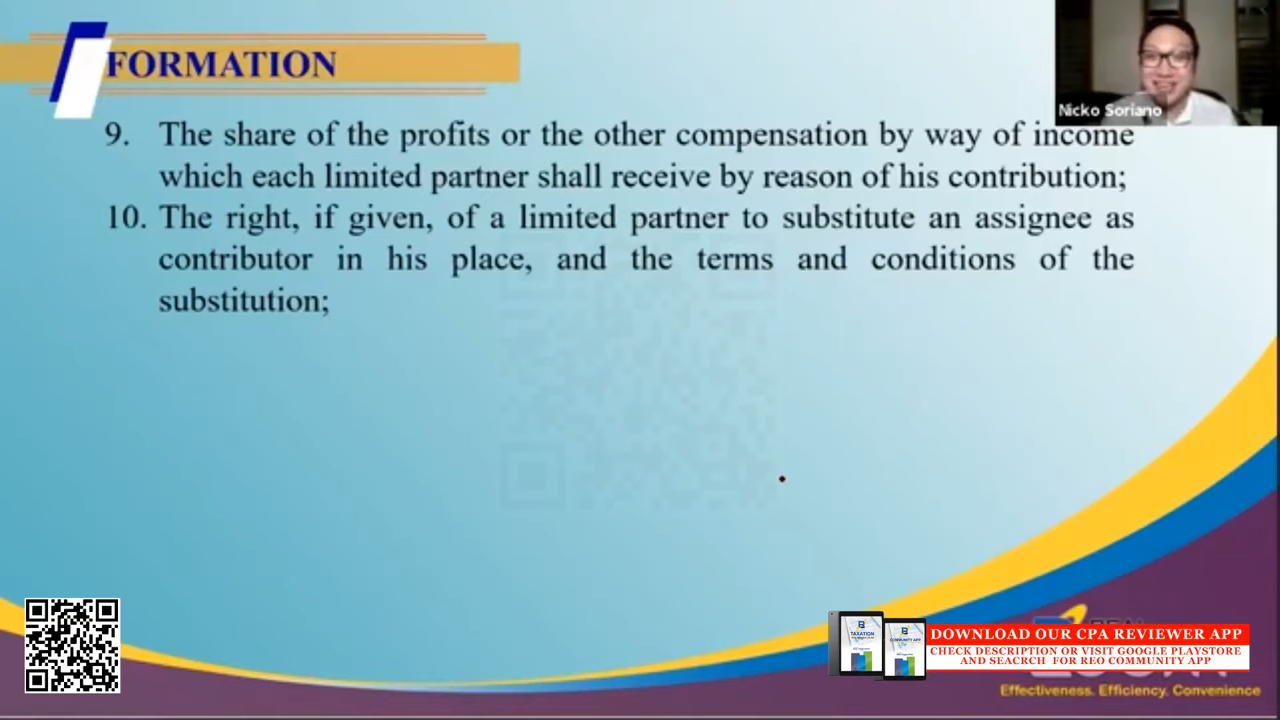 FORMATION
Nicko Soriano
9. The share of the profits or the other compensation by way of income
which each limited partner shall receive by reason of his contribution;
10. The right, if given, of a limited partner to substitute an assignee as
contributor in his place, and the terms and conditions of the
substitution;
TAXATION
COMMUNITY APP
DOWNLOAD OUR CPA REVIEWER APP
CHECK DESCRIPTION OR VISIT GOOGLE PLAYSTORE
AND SEACRCH FOR REO COMMUNITY APP
Effectiveness. Efficiency. Convenience